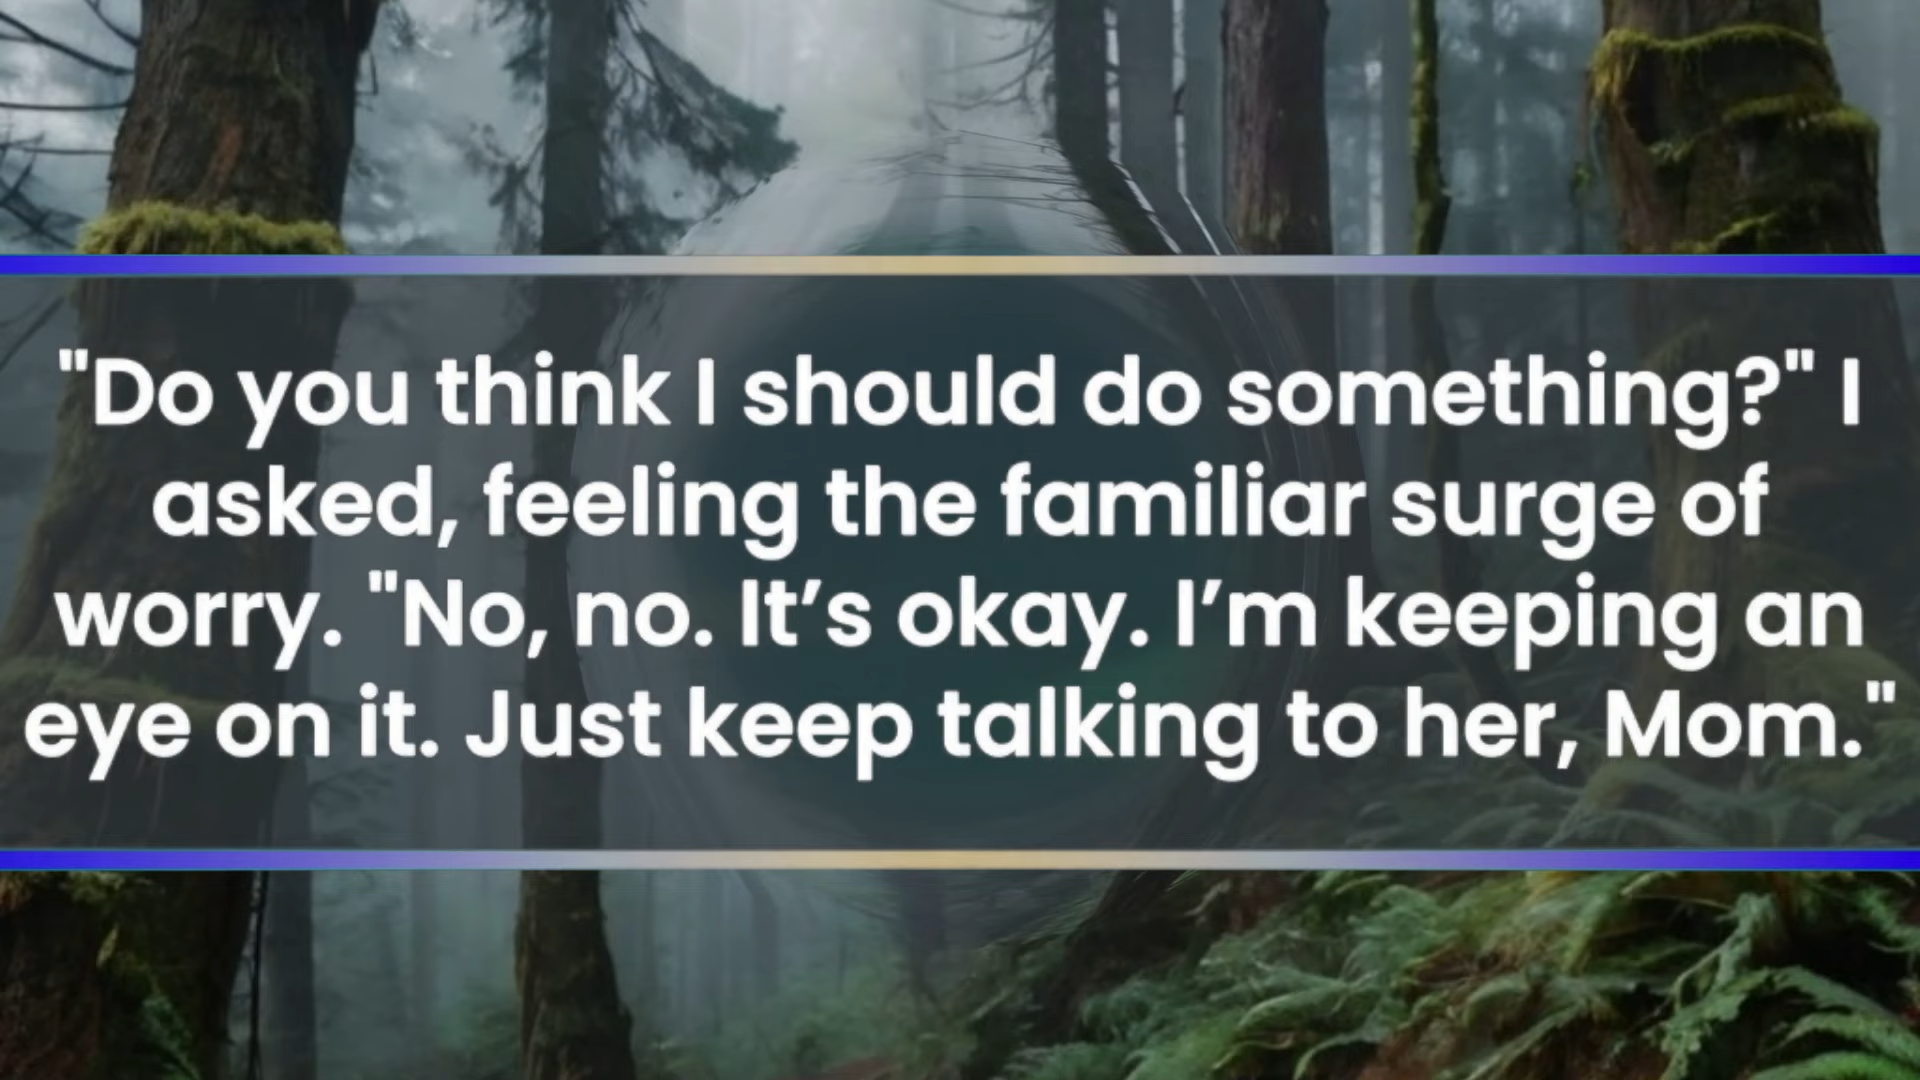 "Do you think I should do something?" I
asked, feeling the familiar surge of
worry. "No, no. It’s okay. I’m keeping an
eye on it. Just keep talking to her, Mom."